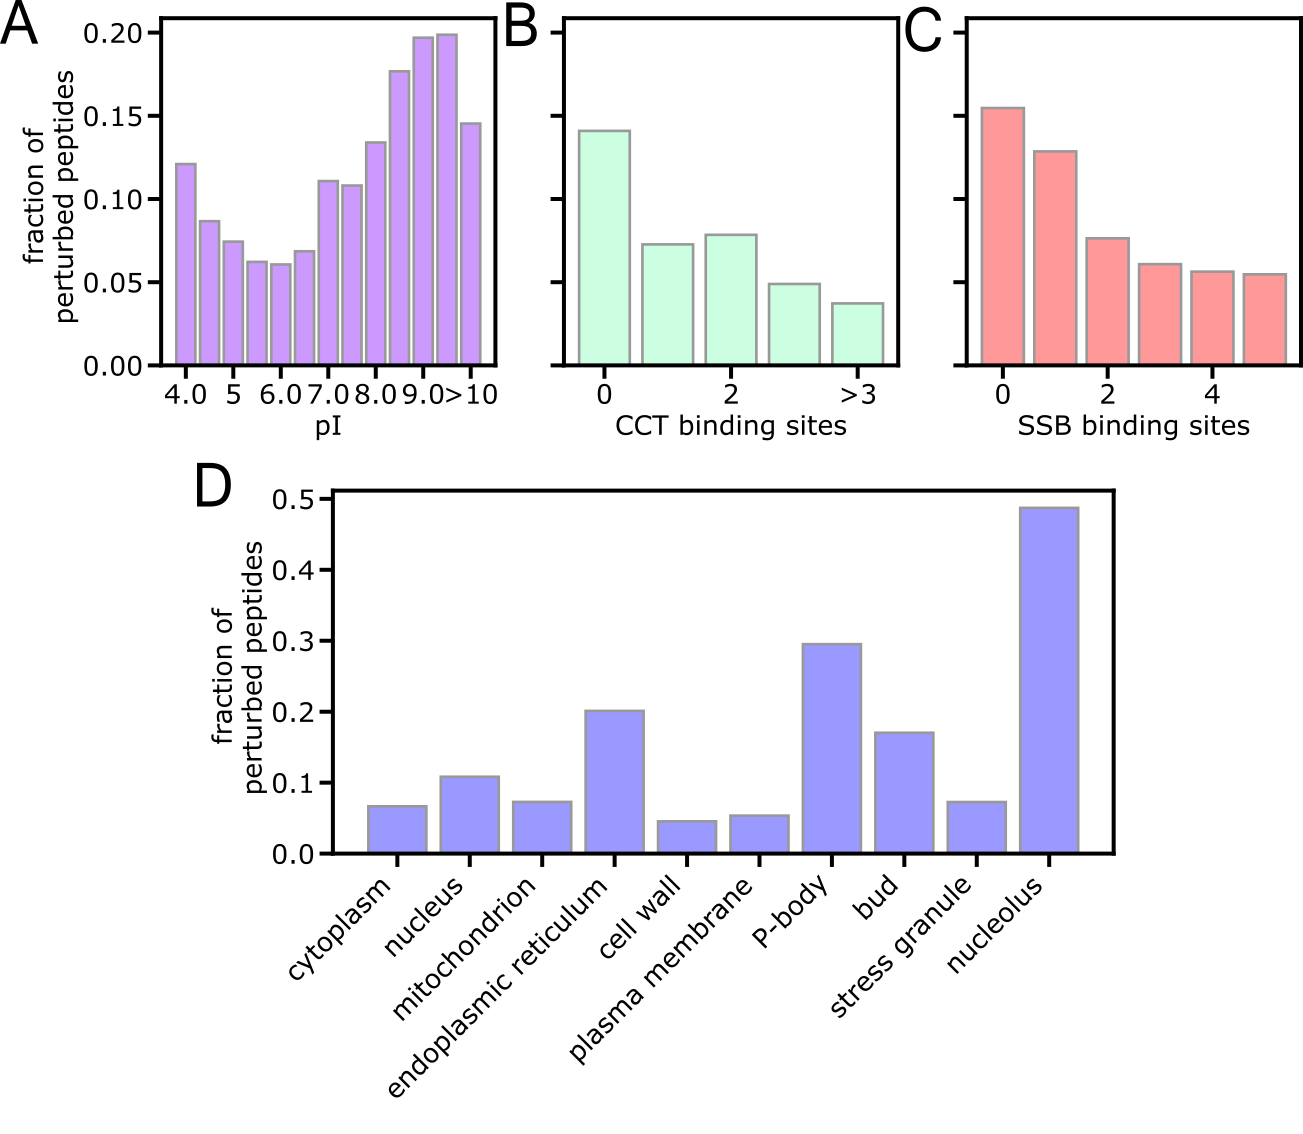 A
B
C
0.20
0.15
0.10
0.05
0.00
fraction of
perturbed peptides
4.0 5 6.0 7.0 8.0 9.0 >10
pI
0 2 >3
CCT binding sites
0 2 4
SSB binding sites
D
0.5
0.4
0.3
0.2
0.1
0.0
fraction of
perturbed peptides
cytoplasm
nucleus
mitochondrion
endoplasmic reticulum
cell wall
plasma membrane
P-body
bud
stress granule
nucleolus